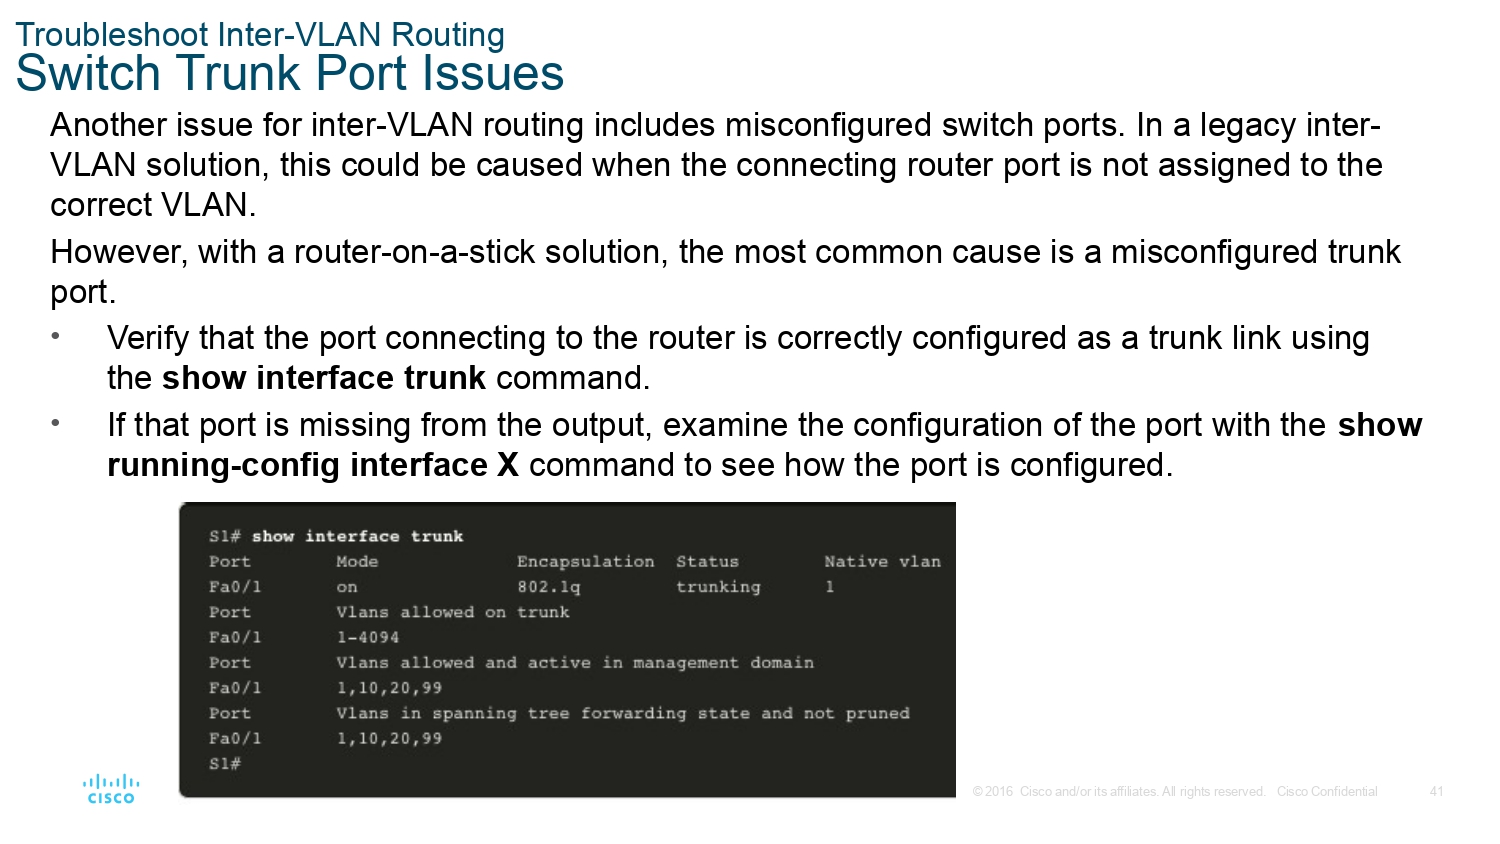 Troubleshoot Inter-VLAN Routing
Switch Trunk Port Issues
Another issue for inter-VLAN routing includes misconfigured switch ports. In a legacy inter-
VLAN solution, this could be caused when the connecting router port is not assigned to the
correct VLAN.
However, with a router-on-a-stick solution, the most common cause is a misconfigured trunk
port.
• Verify that the port connecting to the router is correctly configured as a trunk link using
the show interface trunk command.
• If that port is missing from the output, examine the configuration of the port with the show
running-config interface X command to see how the port is configured.
S1# show interface trunk
Port Mode Encapsulation Status Native vlan
Fa0/1 on 802.1q trunking 1
Port Vlans allowed on trunk
Fa0/1 1-4094
Port Vlans allowed and active in management domain
Fa0/1 1,10,20,99
Port Vlans in spanning tree forwarding state and not pruned
Fa0/1 1,10,20,99
S1#
CISCO
© 2016 Cisco and/or its affiliates. All rights reserved. Cisco Confidential 41